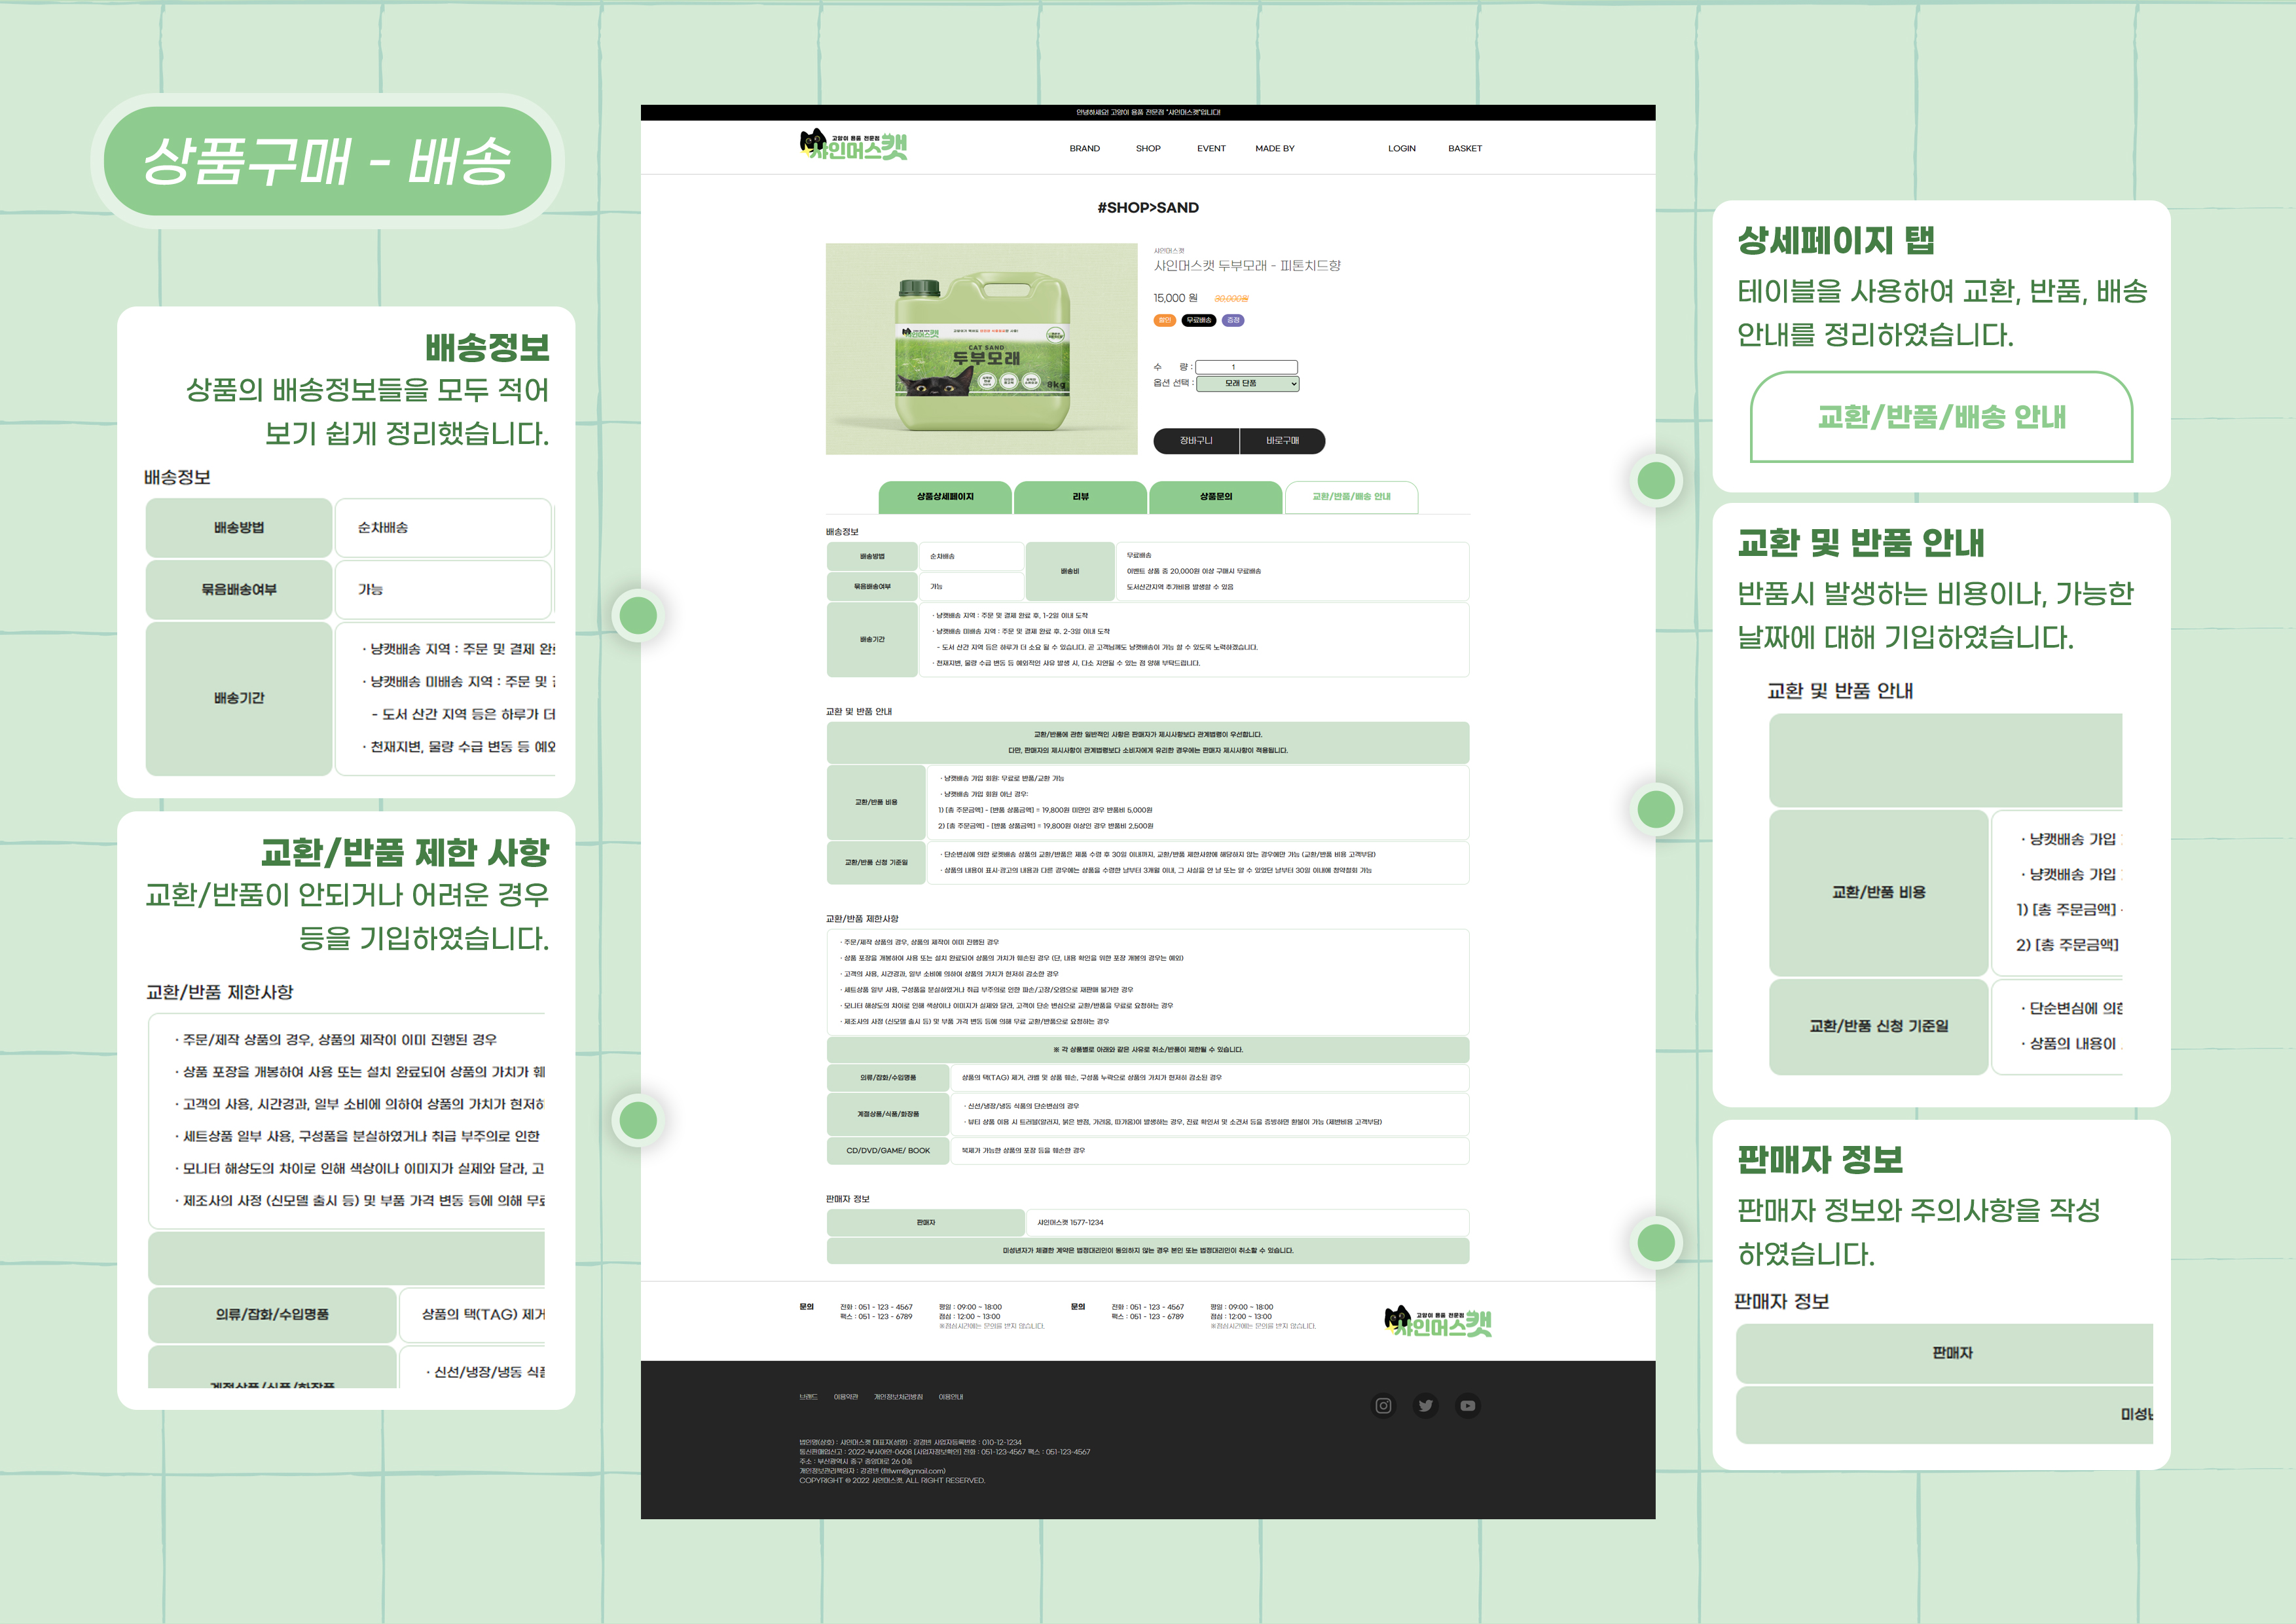 상품구매 - 배송
배송정보
상품의 배송정보들을 모두 적어
보기 쉽게 정리했습니다.
배송정보
배송방법
순차배송
묶음배송여부
가능
배송기간
· 냥캣배송 지역 : 주문 및 결제 완
· 냥캣배송 미배송 지역 : 주문 및
- 도서 산간 지역 등은 하루가 더
· 천재지변, 물량 수급 변동 등 예외
교환/반품 제한 사항
교환/반품이 안되거나 어려운 경우
등을 기입하였습니다.
교환/반품 제한사항
· 주문/제작 상품의 경우, 상품의 제작이 이미 진행된 경우
· 상품 포장을 개봉하여 사용 또는 설치 완료되어 상품의 가치가 훼
· 고객의 사용, 시간경과, 일부 소비에 의하여 상품의 가치가 현저히
· 세트상품 일부 사용, 구성품을 분실하였거나 취급 부주의로 인한
· 모니터 해상도의 차이로 인해 색상이나 이미지가 실제와 달라, 고
· 제조사의 사정 (신모델 출시 등) 및 부품 가격 변동 등에 의해 무료
의류/잡화/수입명품
상품의 택(TAG) 제거
계절상품/식품/화장품
· 신선/냉장/냉동 식품
안녕하세요! 고양이 용품 전문점 "샤인머스캣"입니다!
고양이 용품 전문점
샤인머스캣
BRAND SHOP EVENT MADE BY LOGIN BASKET
#SHOP>SAND
고양이 용품 전문점
샤인머스캣
CAT SAND
두부모래
8kg
샤인머스캣
샤인머스캣 두부모래 - 피톤치드향
15,000 원 30,000원
할인 무료배송 증정
수 량 : 1
옵션 선택 : 모래 단품
장바구니 바로구매
상품상세페이지 리뷰 상품문의 교환/반품/배송 안내
배송정보
배송방법 순차배송
묶음배송여부 가능
배송비
무료배송
이벤트 상품 중 20,000원 이상 구매시 무료배송
도서산간지역 추가비용 발생할 수 있음
배송기간
· 냥캣배송 지역 : 주문 및 결제 완료 후, 1-2일 이내 도착
· 냥캣배송 미배송 지역 : 주문 및 결제 완료 후, 2-3일 이내 도착
- 도서 산간 지역 등은 하루가 더 소요 될 수 있습니다. 곧 고객님께도 냥캣배송이 가능 할 수 있도록 노력하겠습니다.
· 천재지변, 물량 수급 변동 등 예외적인 사유 발생 시, 다소 지연될 수 있는 점 양해 부탁드립니다.
교환 및 반품 안내
교환/반품에 관한 일반적인 사항은 판매자가 제시사항보다 관계법령이 우선합니다.
다만, 판매자의 제시사항이 관계법령보다 소비자에게 유리한 경우에는 판매자 제시사항이 적용됩니다.
교환/반품 비용
· 냥캣배송 가입 회원: 무료로 반품/교환 가능
· 냥캣배송 가입 회원 아닌 경우:
1) [총 주문금액] - [반품 상품금액] = 19,800원 미만인 경우 반품비 5,000원
2) [총 주문금액] - [반품 상품금액] = 19,800원 이상인 경우 반품비 2,500원
교환/반품 신청 기준일
· 단순변심에 의한 로켓배송 상품의 교환/반품은 제품 수령 후 30일 이내까지, 교환/반품 제한사항에 해당하지 않는 경우에만 가능 (교환/반품 비용 고객부담)
· 상품의 내용이 표시·광고의 내용과 다른 경우에는 상품을 수령한 날부터 3개월 이내, 그 사실을 안 날 또는 알 수 있었던 날부터 30일 이내에 청약철회 가능
교환/반품 제한사항
· 주문/제작 상품의 경우, 상품의 제작이 이미 진행된 경우
· 상품 포장을 개봉하여 사용 또는 설치 완료되어 상품의 가치가 훼손된 경우 (단, 내용 확인을 위한 포장 개봉의 경우는 예외)
· 고객의 사용, 시간경과, 일부 소비에 의하여 상품의 가치가 현저히 감소한 경우
· 세트상품 일부 사용, 구성품을 분실하였거나 취급 부주의로 인한 파손/고장/오염으로 재판매 불가한 경우
· 모니터 해상도의 차이로 인해 색상이나 이미지가 실제와 달라, 고객이 단순 변심으로 교환/반품을 무료로 요청하는 경우
· 제조사의 사정 (신모델 출시 등) 및 부품 가격 변동 등에 의해 무료 교환/반품으로 요청하는 경우
※ 각 상품별로 아래와 같은 사유로 취소/반품이 제한될 수 있습니다.
의류/잡화/수입명품 상품의 택(TAG) 제거, 라벨 및 상품 훼손, 구성품 누락으로 상품의 가치가 현저히 감소된 경우
계절상품/식품/화장품
· 신선/냉장/냉동 식품의 단순변심의 경우
· 뷰티 상품 이용 시 트러블(알러지, 붉은 반점, 가려움, 따가움)이 발생하는 경우, 진료 확인서 및 소견서 등을 증빙하면 환불이 가능 (제반비용 고객부담)
CD/DVD/GAME/ BOOK 복제가 가능한 상품의 포장 등을 훼손한 경우
판매자 정보
판매자 샤인머스캣 1577-1234
미성년자가 체결한 계약은 법정대리인이 동의하지 않는 경우 본인 또는 법정대리인이 취소할 수 있습니다.
문의 전화 : 051 - 123 - 4567 평일 : 09:00 ~ 18:00 문의 전화 : 051 - 123 - 4567 평일 : 09:00 ~ 18:00
팩스 : 051 - 123 - 6789 점심 : 12:00 ~ 13:00 팩스 : 051 - 123 - 6789 점심 : 12:00 ~ 13:00
※점심시간에는 문의를 받지 않습니다. ※점심시간에는 문의를 받지 않습니다.
고양이 용품 전문점
샤인머스캣
브랜드 이용약관 개인정보처리방침 이용안내
법인명(상호) : 샤인머스캣 대표자(성명) : 강경빈 사업자등록번호 : 010-12-1234
통신판매업신고 : 2022-부사아인-0608 [사업자정보확인] 전화 : 051-123-4567 팩스 : 051-123-4567
주소 : 부산광역시 중구 중앙대로 26 0층
개인정보관리책임자 : 강경빈
COPYRIGHT © 2022 샤인머스캣. ALL RIGHT RESERVED.
상세페이지 탭
테이블을 사용하여 교환, 반품, 배송
안내를 정리하였습니다.
교환/반품/배송 안내
교환 및 반품 안내
반품시 발생하는 비용이나, 가능한
날짜에 대해 기입하였습니다.
교환 및 반품 안내
교환/반품 비용
· 냥캣배송 가입
· 냥캣배송 가입
1) [총 주문금액] -
2) [총 주문금액]
교환/반품 신청 기준일
· 단순변심에 의한
· 상품의 내용이
판매자 정보
판매자 정보와 주의사항을 작성
하였습니다.
판매자 정보
판매자
미성년